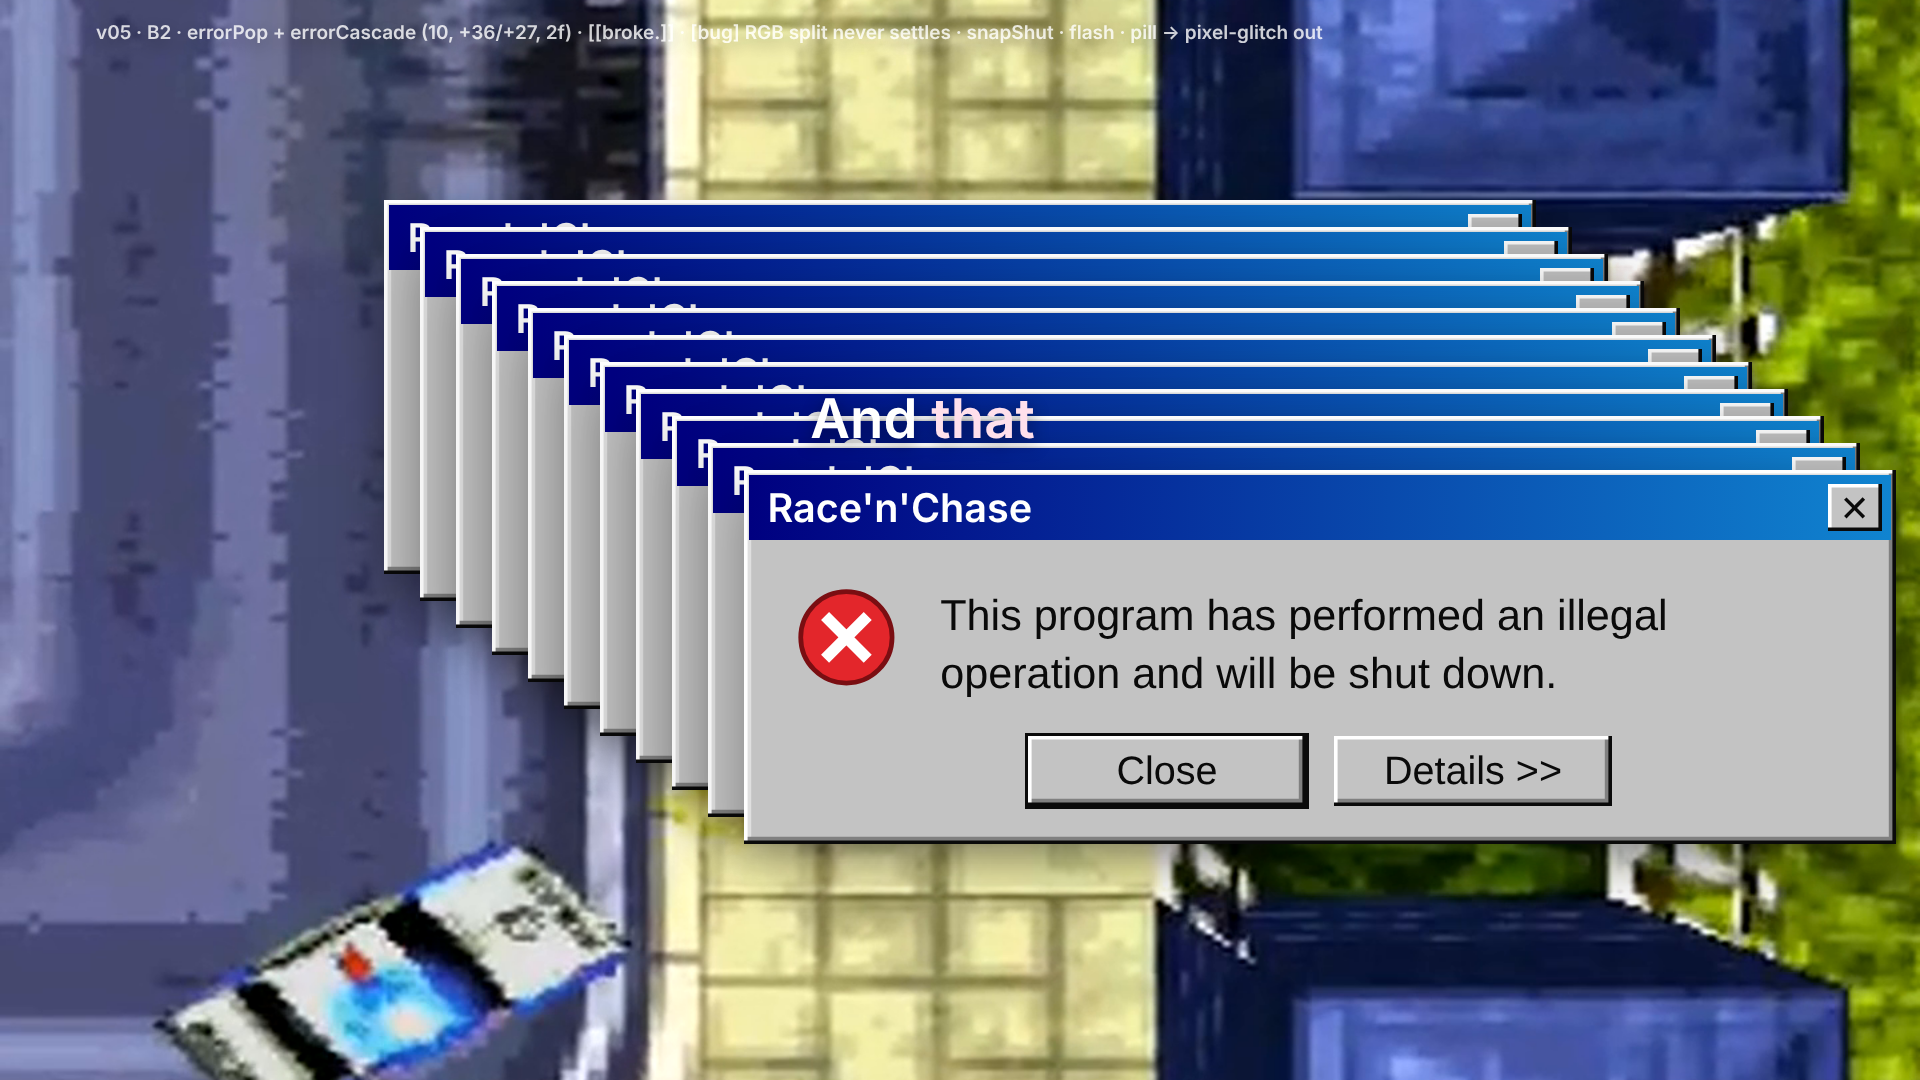 v05 · B2 · errorPop + errorCascade (10, +36/+27, 2f) · [[broke.]] · [bug] RGB split never settles · snapShut · flash · pill → pixel-glitch out
And that
Race'n'Chase
This program has performed an illegal
operation and will be shut down.
Close Details >>